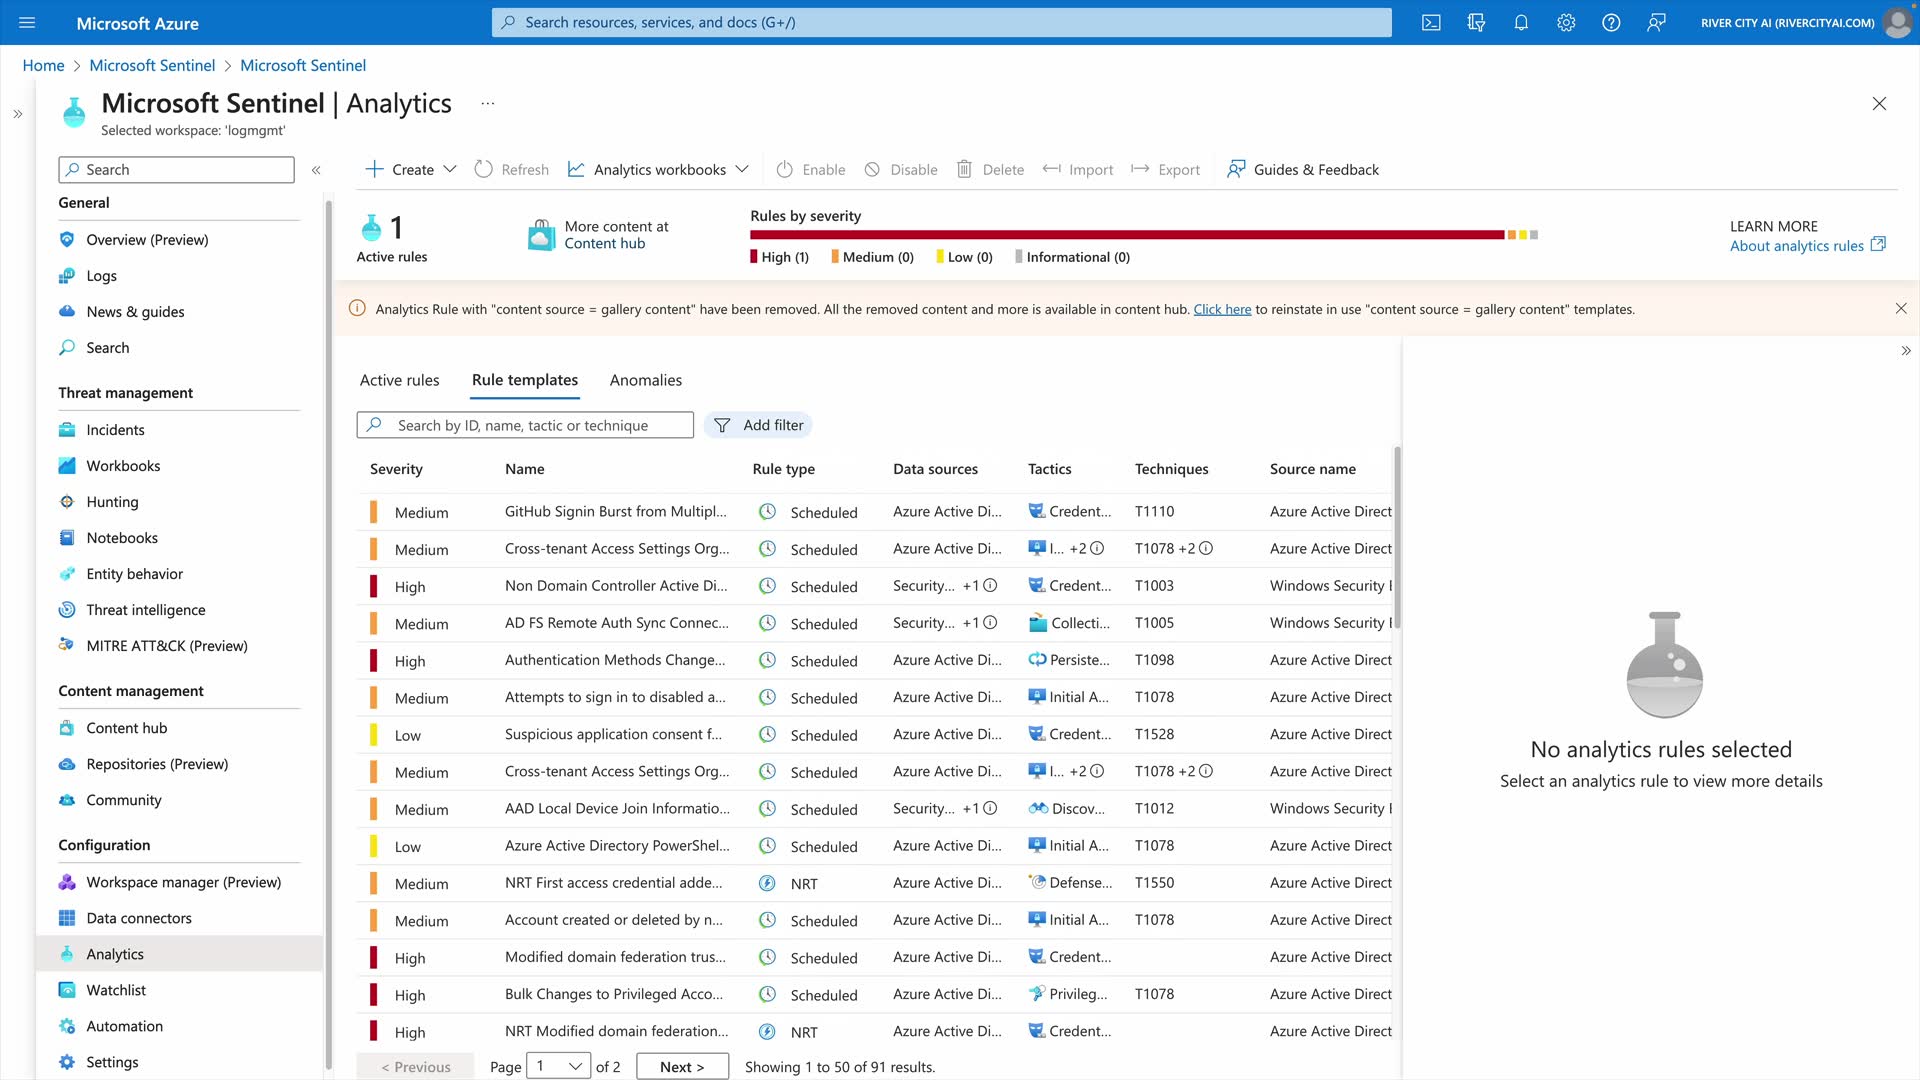 Microsoft Azure
Search resources, services, and docs (G+/)
RIVER CITY AI (RIVERCITYAI.COM)
Home > Microsoft Sentinel > Microsoft Sentinel
Microsoft Sentinel | Analytics ...
Selected workspace: 'logmgmt'
Search
General
Overview (Preview)
Logs
News & guides
Search
Threat management
Incidents
Workbooks
Hunting
Notebooks
Entity behavior
Threat intelligence
MITRE ATT&CK (Preview)
Content management
Content hub
Repositories (Preview)
Community
Configuration
Workspace manager (Preview)
Data connectors
Analytics
Watchlist
Automation
Settings
Create Refresh Analytics workbooks Enable Disable Delete Import Export Guides & Feedback
1
Active rules
More content at
Content hub
Rules by severity
High (1) Medium (0) Low (0) Informational (0)
LEARN MORE
About analytics rules
Analytics Rule with "content source = gallery content" have been removed. All the removed content and more is available in content hub. Click here to reinstate in use "content source = gallery content" templates.
Active rules Rule templates Anomalies
Search by ID, name, tactic or technique Add filter
Severity Name Rule type Data sources Tactics Techniques Source name
Medium GitHub Signin Burst from Multipl... Scheduled Azure Active Di... Credent... T1110 Azure Active Direct
Medium Cross-tenant Access Settings Org... Scheduled Azure Active Di... I... +2 T1078 +2 Azure Active Direct
High Non Domain Controller Active Di... Scheduled Security... +1 Credent... T1003 Windows Security
Medium AD FS Remote Auth Sync Connec... Scheduled Security... +1 Collecti... T1005 Windows Security
High Authentication Methods Change... Scheduled Azure Active Di... Persiste... T1098 Azure Active Direct
Medium Attempts to sign in to disabled a... Scheduled Azure Active Di... Initial A... T1078 Azure Active Direct
Low Suspicious application consent f... Scheduled Azure Active Di... Credent... T1528 Azure Active Direct
Medium Cross-tenant Access Settings Org... Scheduled Azure Active Di... I... +2 T1078 +2 Azure Active Direct
Medium AAD Local Device Join Informatio... Scheduled Security... +1 Discov... T1012 Windows Security
Low Azure Active Directory PowerShel... Scheduled Azure Active Di... Initial A... T1078 Azure Active Direct
Medium NRT First access credential adde... NRT Azure Active Di... Defense... T1550 Azure Active Direct
Medium Account created or deleted by n... Scheduled Azure Active Di... Initial A... T1078 Azure Active Direct
High Modified domain federation trus... Scheduled Azure Active Di... Credent... Azure Active Direct
High Bulk Changes to Privileged Acco... Scheduled Azure Active Di... Privileg... T1078 Azure Active Direct
High NRT Modified domain federation... NRT Azure Active Di... Credent... Azure Active Direct
< Previous Page 1 of 2 Next > Showing 1 to 50 of 91 results.
No analytics rules selected
Select an analytics rule to view more details